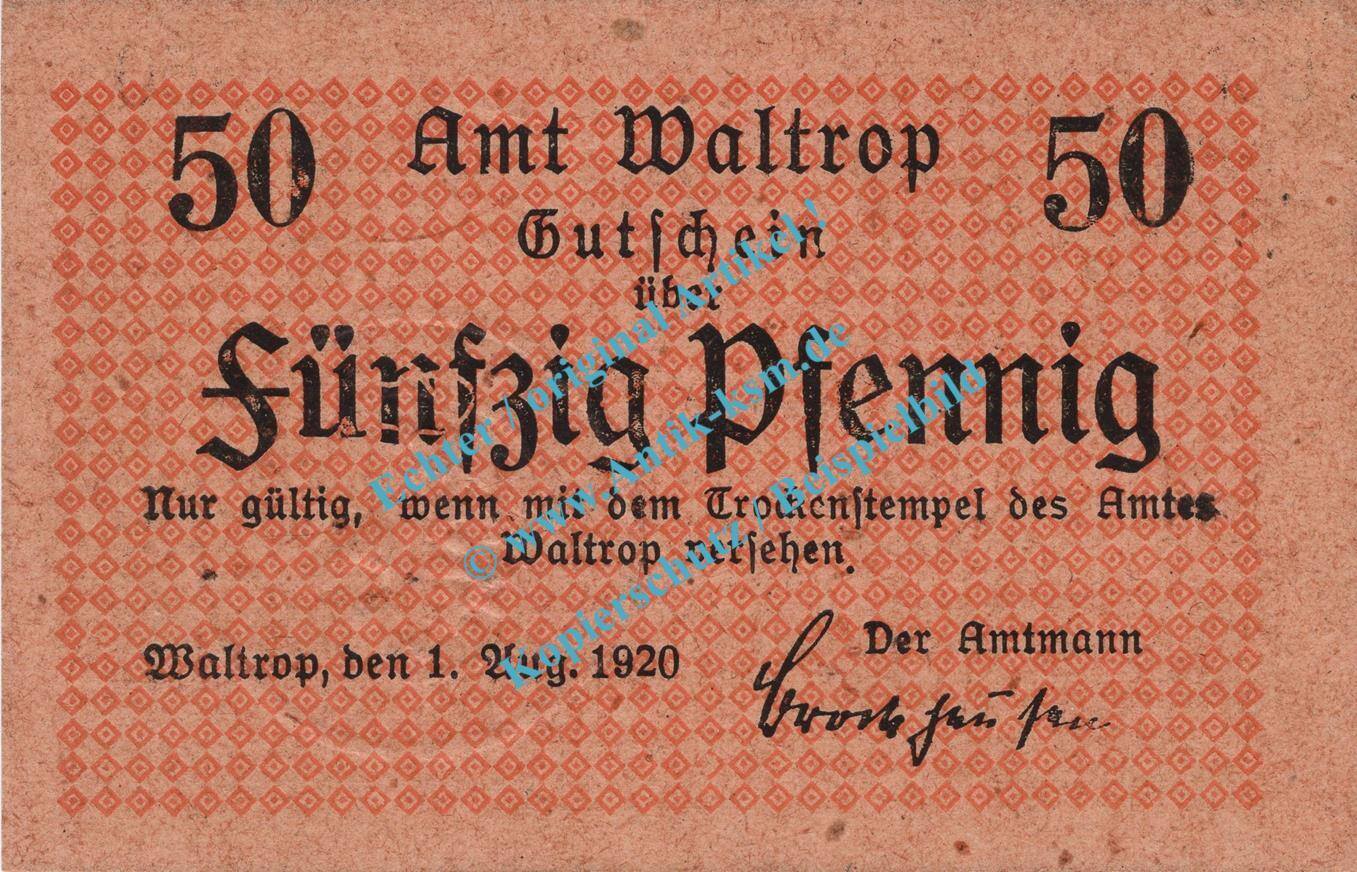 50 Amt Waltrop 50
Gutschein
über
Fünfzig Pfennig
Nur gültig, wenn mit dem Trockenstempel des Amtes
Waltrop versehen.
Waltrop, den 1. Aug. 1920
Der Amtmann
Brockhausen
Echter / original Artikel!
© www.Antik-ksm.de
Kopierschutz / Beispielbild